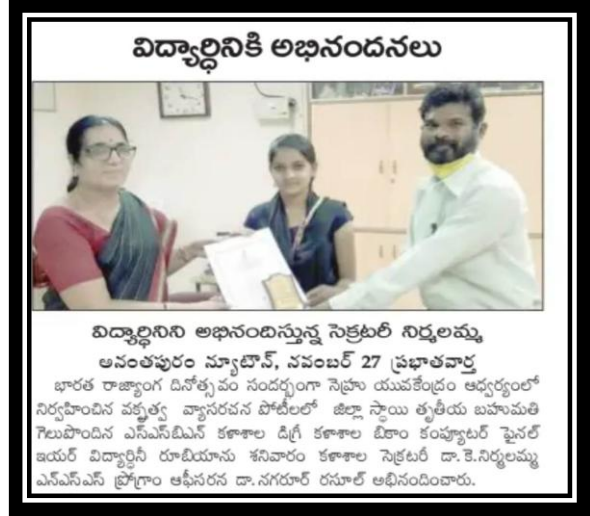 విద్యార్థినికి అభినందనలు
విద్యార్థినిని అభినందిస్తున్న సెక్రటరీ నిర్మలమ్మ
అనంతపురం న్యూటౌన్, నవంబర్ 27 ప్రభాతవార్త
భారత రాజ్యాంగ దినోత్సవం సందర్భంగా నెహ్రు యువకేంద్రం ఆధ్వర్యంలో
నిర్వహించిన వక్తృత్వ వ్యాసరచన పోటీలలో జిల్లా స్థాయి తృతీయ బహుమతి
గెలుపొందిన ఎస్ఎస్‌బిఎన్ కళాశాల డిగ్రీ కళాశాల బికాం కంప్యూటర్ ఫైనల్
ఇయర్ విద్యార్థినీ రూబియాను శనివారం కళాశాల సెక్రటరీ డా.కె.నిర్మలమ్మ
ఎన్ఎస్ఎస్ ప్రోగ్రాం ఆఫీసరన డా.నగరూర్ రసూల్ అభినందించారు.